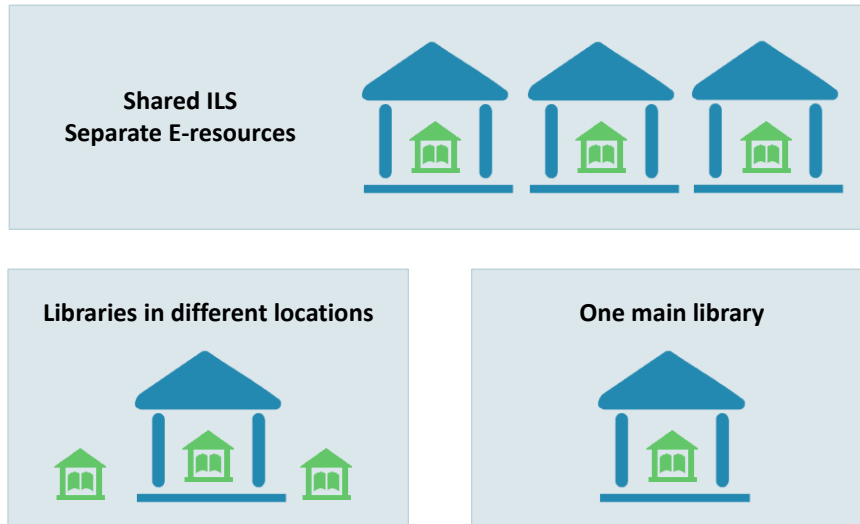 Shared ILS
Separate E-resources
Libraries in different locations
One main library